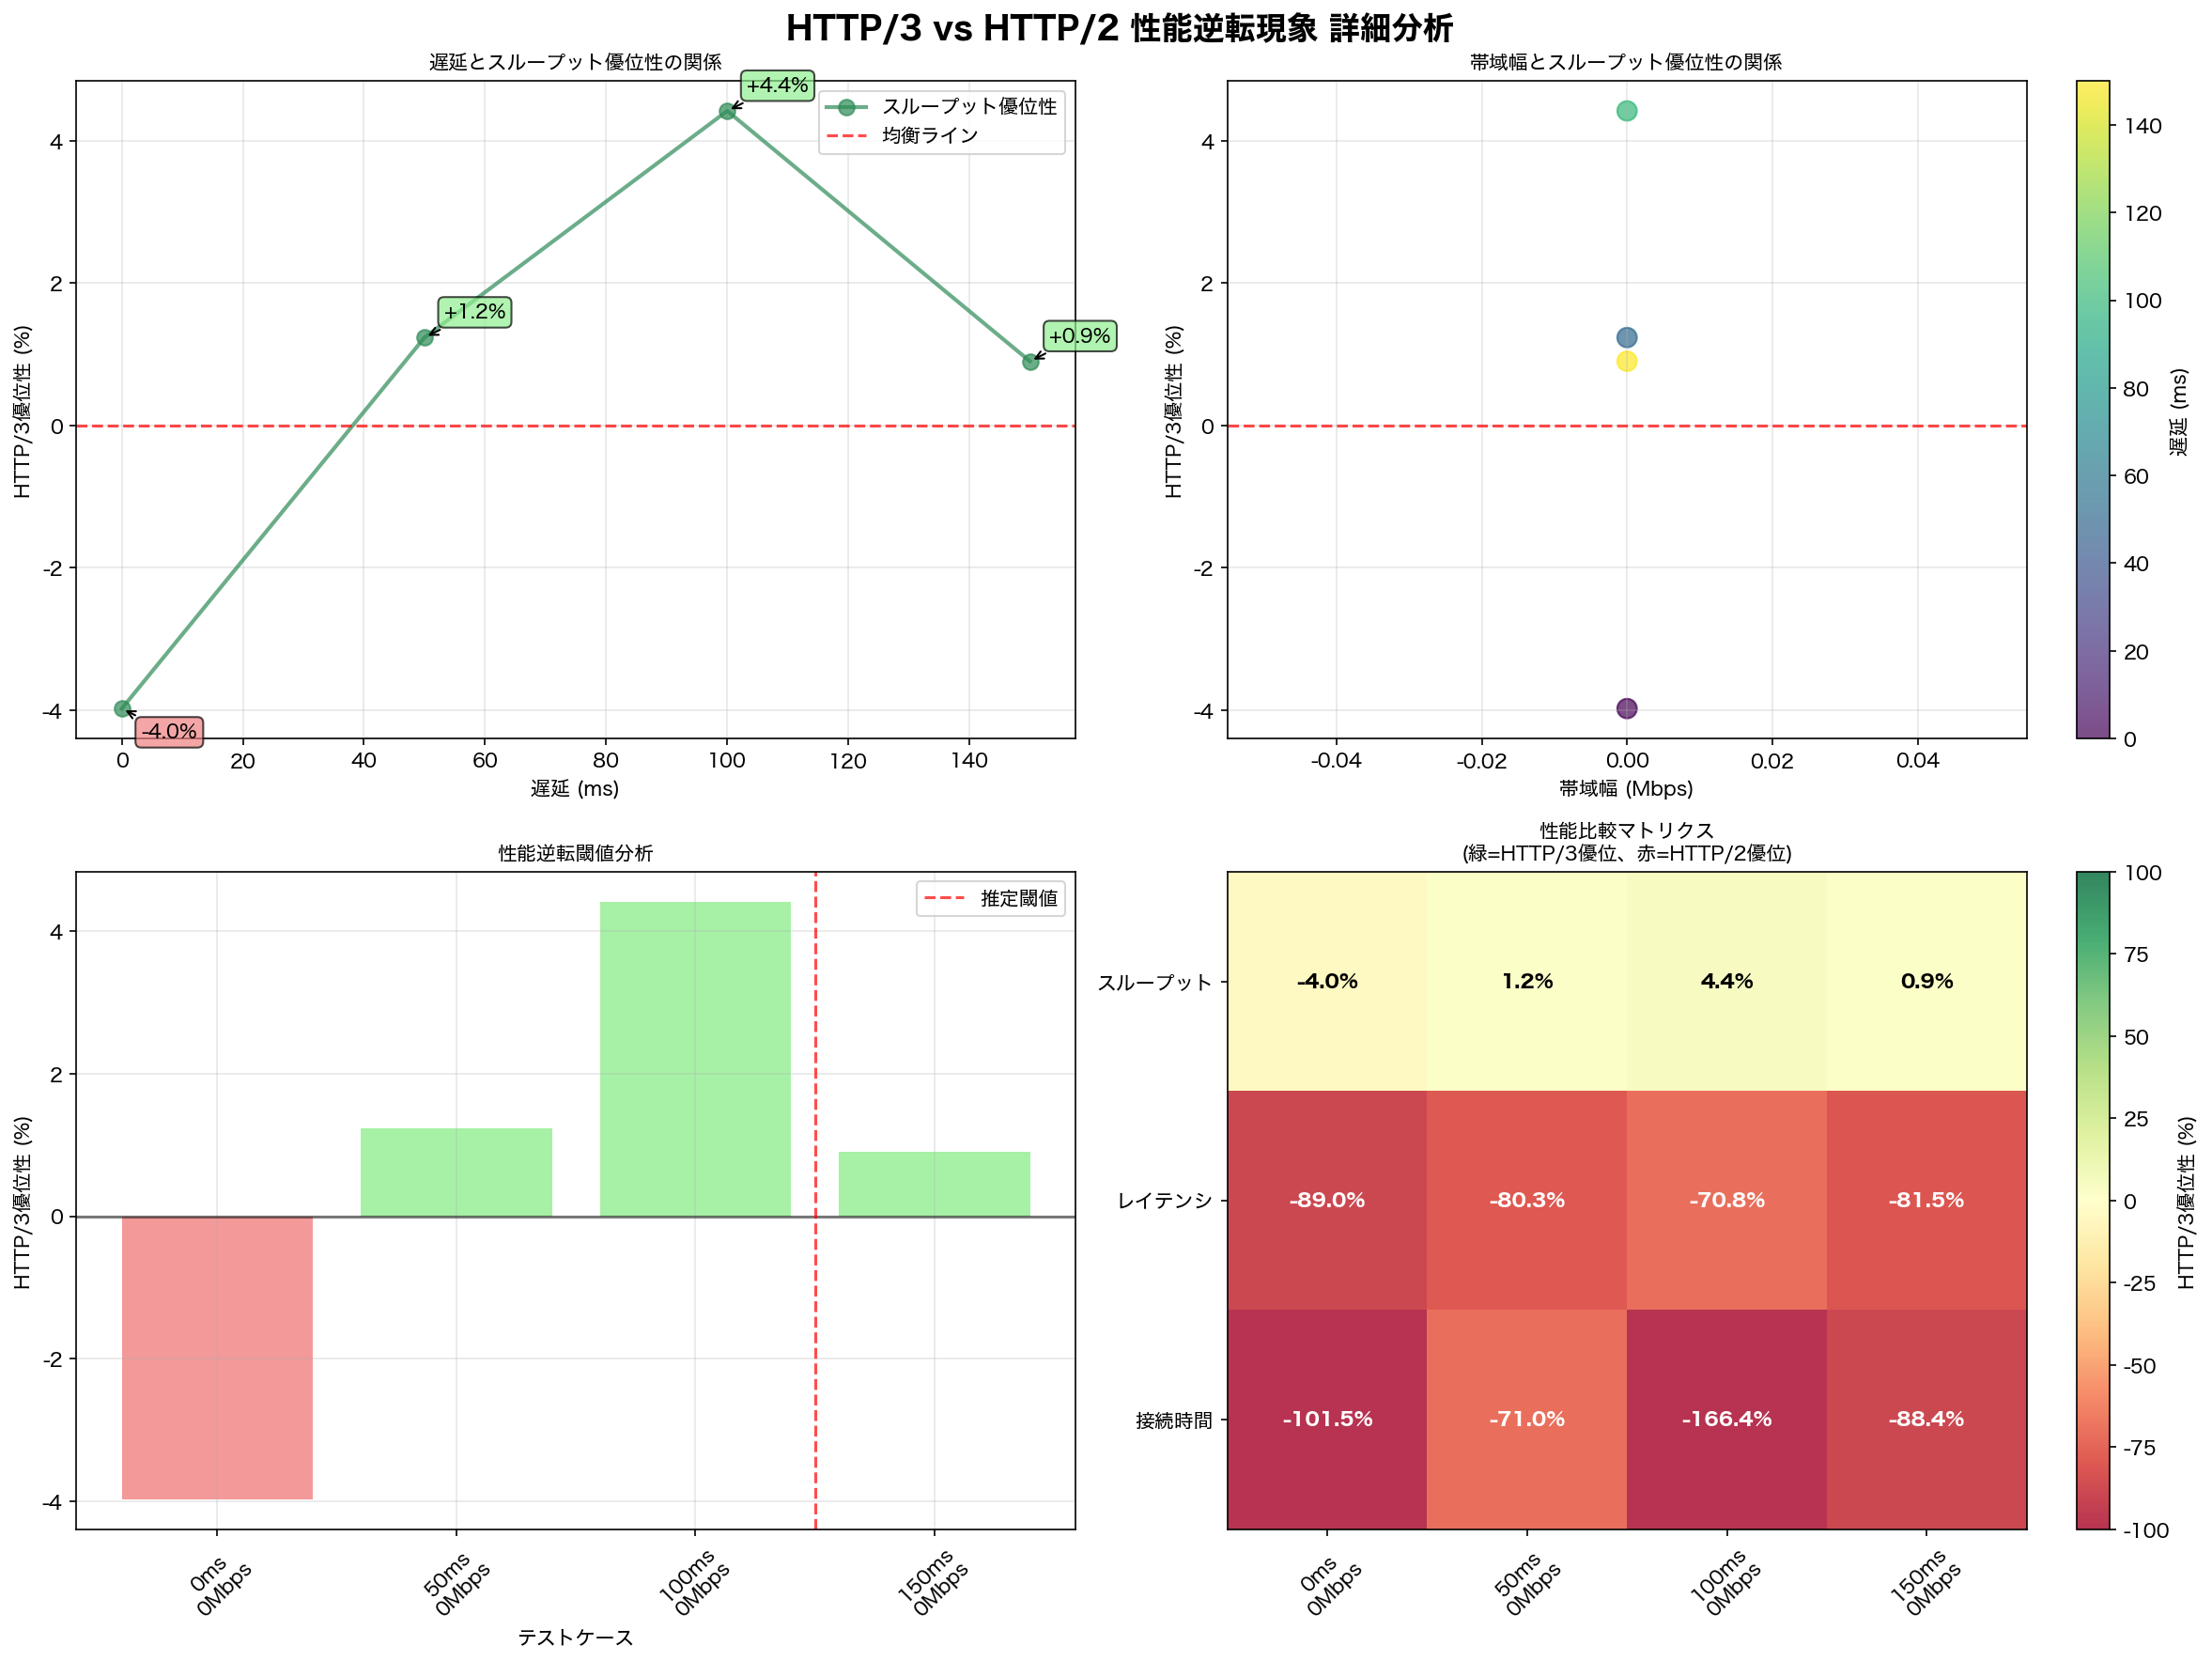 HTTP/3 vs HTTP/2 性能逆転現象 詳細分析
遅延とスループット優位性の関係
HTTP/3優位性 (%)
4
2
0
-2
-4
+4.4%
+1.2%
+0.9%
-4.0%
スループット優位性
均衡ライン
0
20
40
60
80
100
120
140
遅延 (ms)
帯域幅とスループット優位性の関係
HTTP/3優位性 (%)
4
2
0
-2
-4
-0.04
-0.02
0.00
0.02
0.04
帯域幅 (Mbps)
140
120
100
80
60
40
20
0
遅延 (ms)
性能逆転閾値分析
HTTP/3優位性 (%)
4
2
0
-2
-4
推定閾値
0ms
0Mbps
50ms
0Mbps
100ms
0Mbps
150ms
0Mbps
テストケース
性能比較マトリクス
(緑=HTTP/3優位、赤=HTTP/2優位)
スループット
-4.0%
1.2%
4.4%
0.9%
レイテンシ
-89.0%
-80.3%
-70.8%
-81.5%
接続時間
-101.5%
-71.0%
-166.4%
-88.4%
0ms
0Mbps
50ms
0Mbps
100ms
0Mbps
150ms
0Mbps
100
75
50
25
0
-25
-50
-75
-100
HTTP/3優位性 (%)